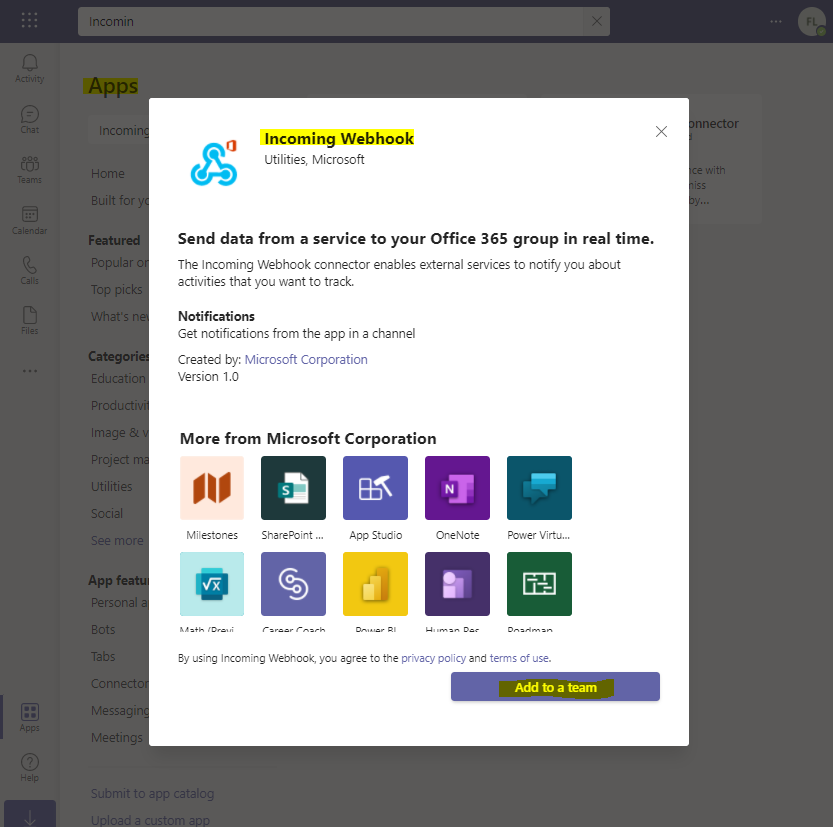 Incomin
FL
Activity
Chat
Teams
Calendar
Calls
Files
Apps
Help
Apps
Incoming
Home
Built for yo
Featured
Popular on
Top picks
What's new
Categories
Education
Productivit
Image & v
Project ma
Utilities
Social
See more
App featu
Personal a
Bots
Tabs
Connector
Messaging
Meetings
Submit to app catalog
Upload a custom app
onnector
d
nce with
miss
by...
Incoming Webhook
Utilities, Microsoft
Send data from a service to your Office 365 group in real time.
The Incoming Webhook connector enables external services to notify you about
activities that you want to track.
Notifications
Get notifications from the app in a channel
Created by: Microsoft Corporation
Version 1.0
More from Microsoft Corporation
Milestones
SharePoint ...
App Studio
OneNote
Power Virtu...
Math (Previ...
Career Coach
Power BI
Human Res...
Roadmap
By using Incoming Webhook, you agree to the privacy policy and terms of use.
Add to a team